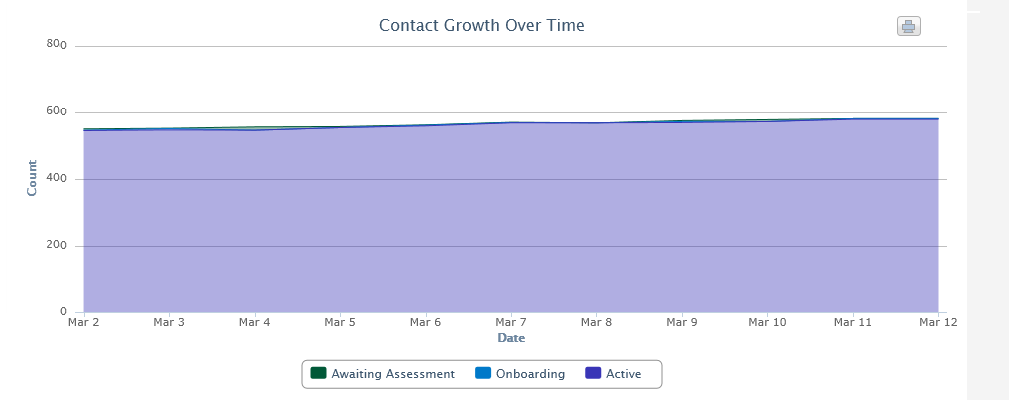 Contact Growth Over Time
800
600
400
200
0
Count
Mar 2 Mar 3 Mar 4 Mar 5 Mar 6 Mar 7 Mar 8 Mar 9 Mar 10 Mar 11 Mar 12
Date
Awaiting Assessment Onboarding Active